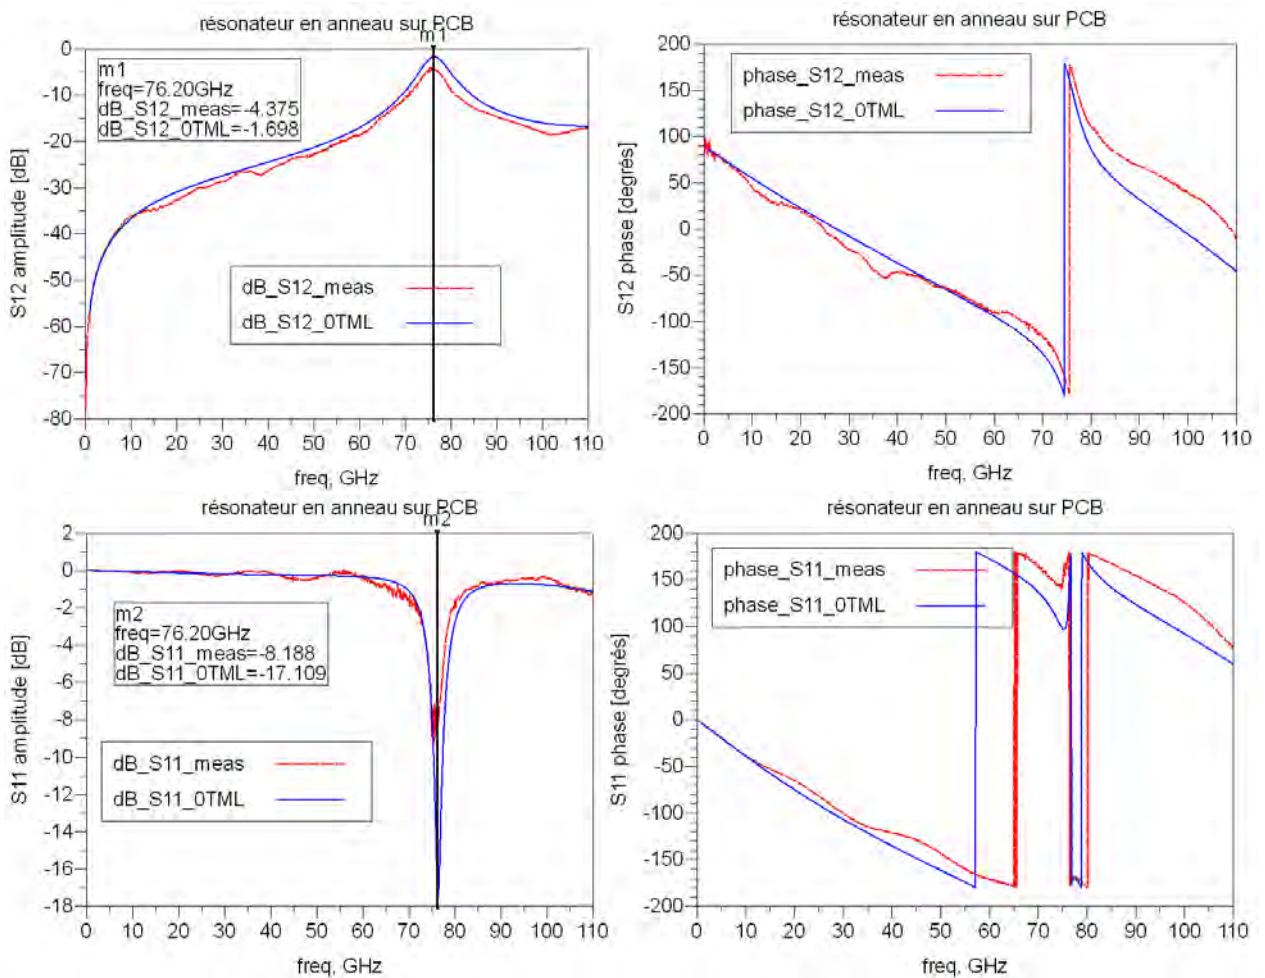 résonateur en anneau sur PCB
m1
0
-10
-20
-30
-40
-50
-60
-70
-80
S12 amplitude [dB]
m1
freq=76.20GHz
dB_S12_meas=-4.375
dB_S12_0TML=-1.698
dB_S12_meas
dB_S12_0TML
0 10 20 30 40 50 60 70 80 90 100 110
freq, GHz
résonateur en anneau sur PCB
200
150
100
50
0
-50
-100
-150
-200
S12 phase [degrés]
phase_S12_meas
phase_S12_0TML
0 10 20 30 40 50 60 70 80 90 100 110
freq, GHz
résonateur en anneau sur PCB
m2
2
0
-2
-4
-6
-8
-10
-12
-14
-16
-18
S11 amplitude [dB]
m2
freq=76.20GHz
dB_S11_meas=-8.188
dB_S11_0TML=-17.109
dB_S11_meas
dB_S11_0TML
0 10 20 30 40 50 60 70 80 90 100 110
freq, GHz
résonateur en anneau sur PCB
200
150
100
50
0
-50
-100
-150
-200
S11 phase [degrés]
phase_S11_meas
phase_S11_0TML
0 10 20 30 40 50 60 70 80 90 100 110
freq, GHz